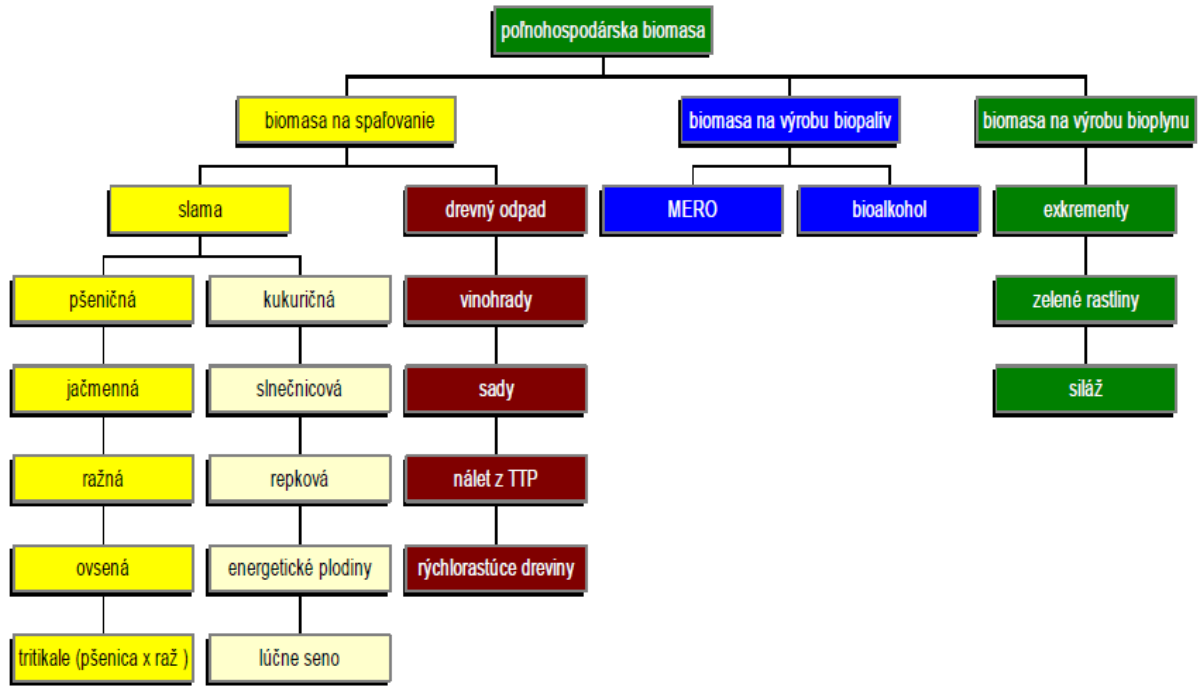 poľnohospodárska biomasa
biomasa na spaľovanie
biomasa na výrobu biopalív
biomasa na výrobu bioplynu
slama
drevný odpad
MERO
bioalkohol
exkrementy
pšeničná
kukuričná
vinohrady
zelené rastliny
jačmenná
slnečnicová
sady
siláž
ražná
repková
nálet z TTP
ovsená
energetické plodiny
rýchlorastúce dreviny
tritikale (pšenica x raž )
lúčne seno